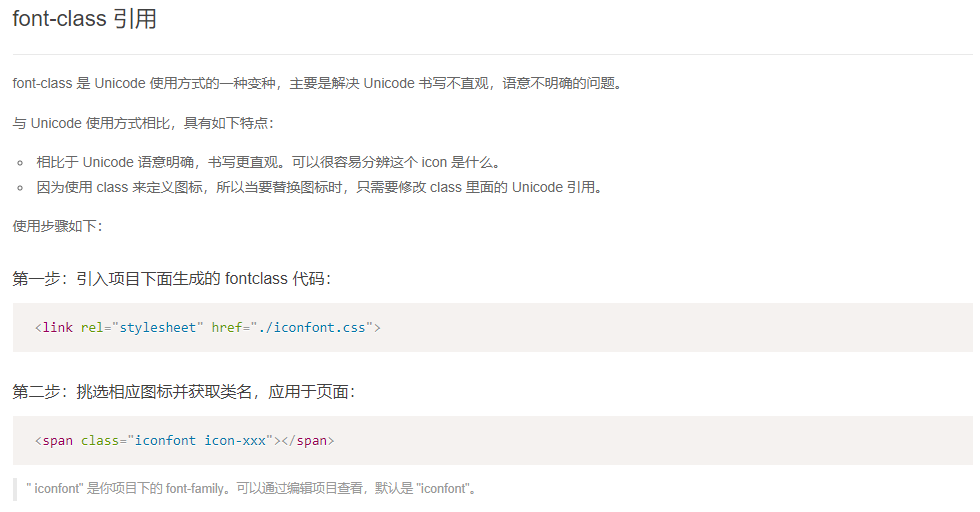 font-class 引用
font-class 是 Unicode 使用方式的一种变种，主要是解决 Unicode 书写不直观，语意不明确的问题。
与 Unicode 使用方式相比，具有如下特点：
相比于 Unicode 语意明确，书写更直观。可以很容易分辨这个 icon 是什么。
因为使用 class 来定义图标，所以当要替换图标时，只需要修改 class 里面的 Unicode 引用。
使用步骤如下：
第一步：引入项目下面生成的 fontclass 代码：
<link rel="stylesheet" href="./iconfont.css">
第二步：挑选相应图标并获取类名，应用于页面：
<span class="iconfont icon-xxx"></span>
" iconfont" 是你项目下的 font-family。可以通过编辑项目查看，默认是 "iconfont"。